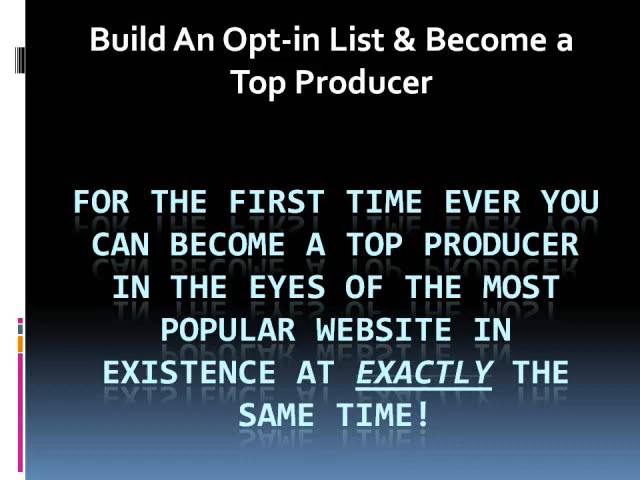 Build An Opt-in List & Become a
Top Producer
FOR THE FIRST TIME EVER YOU
CAN BECOME A TOP PRODUCER
IN THE EYES OF THE MOST
POPULAR WEBSITE IN
EXISTENCE AT EXACTLY THE
SAME TIME!